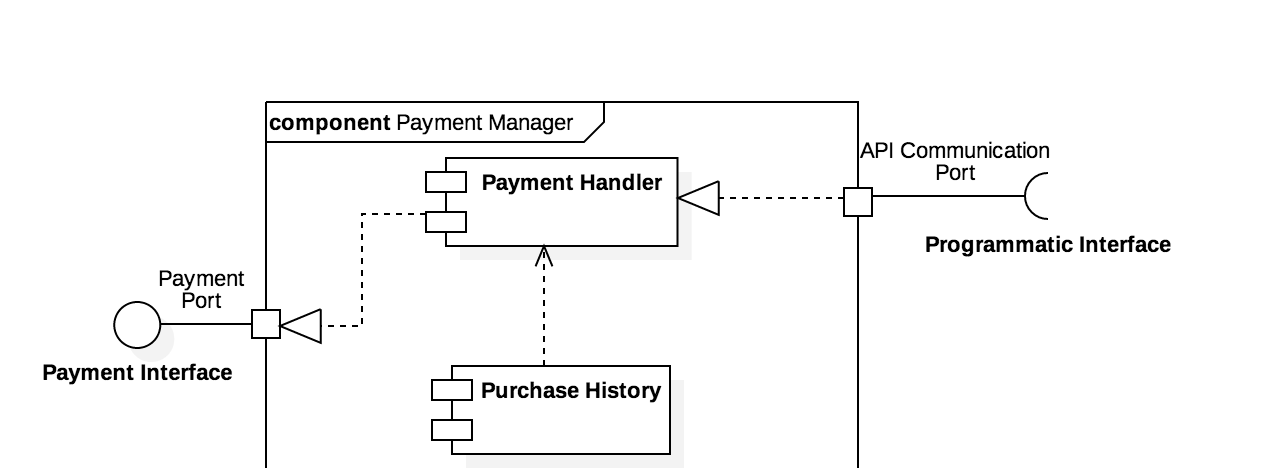 component Payment Manager
API Communication
Port
Payment Handler
Programmatic Interface
Payment
Port
Payment Interface
Purchase History